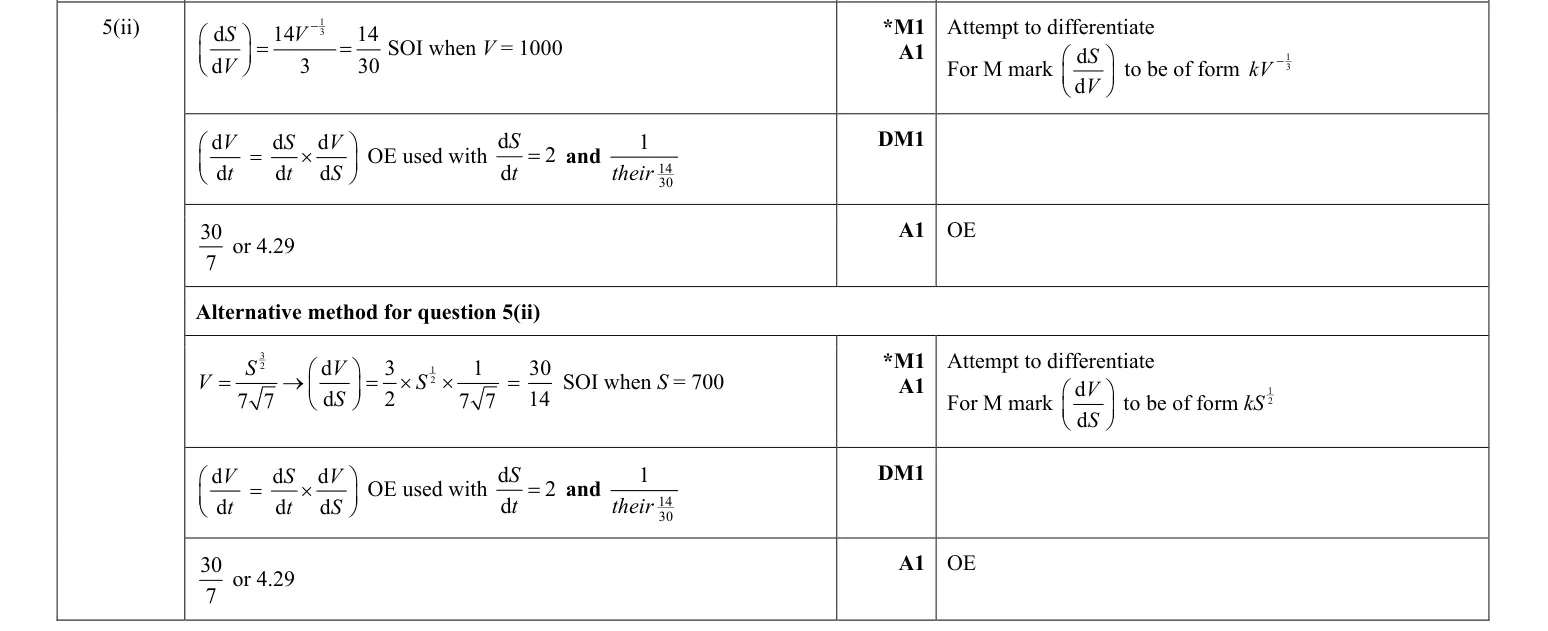 5(ii)
(dS/dV) = 14V^(−1/3)/3 = 14/30 SOI when V = 1000
*M1
A1
Attempt to differentiate
For M mark (dS/dV) to be of form kV^(−1/3)
(dV/dt = dS/dt × dV/dS) OE used with dS/dt = 2 and 1/(their 14/30)
DM1
30/7 or 4.29
A1
OE
Alternative method for question 5(ii)
V = S^(3/2)/(7√7) → (dV/dS) = 3/2 × S^(1/2) × 1/(7√7) = 30/14 SOI when S = 700
*M1
A1
Attempt to differentiate
For M mark (dV/dS) to be of form kS^(1/2)
(dV/dt = dS/dt × dV/dS) OE used with dS/dt = 2 and 1/(their 14/30)
DM1
30/7 or 4.29
A1
OE